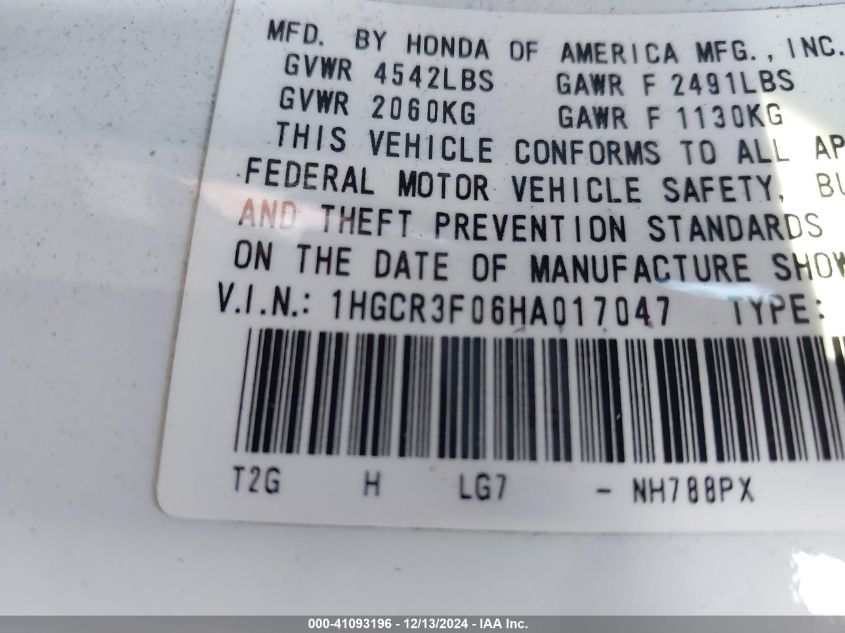 MFD. BY HONDA OF AMERICA MFG., INC.
GVWR 4542LBS GAWR F 2491LBS
GVWR 2060KG GAWR F 1130KG
THIS VEHICLE CONFORMS TO ALL AP
FEDERAL MOTOR VEHICLE SAFETY, BU
AND THEFT PREVENTION STANDARDS
ON THE DATE OF MANUFACTURE SHOW
V.I.N.: 1HGCR3F06HA017047 TYPE:
T2G H LG7 - NH788PX
000-41093196 - 12/13/2024 - IAA Inc.